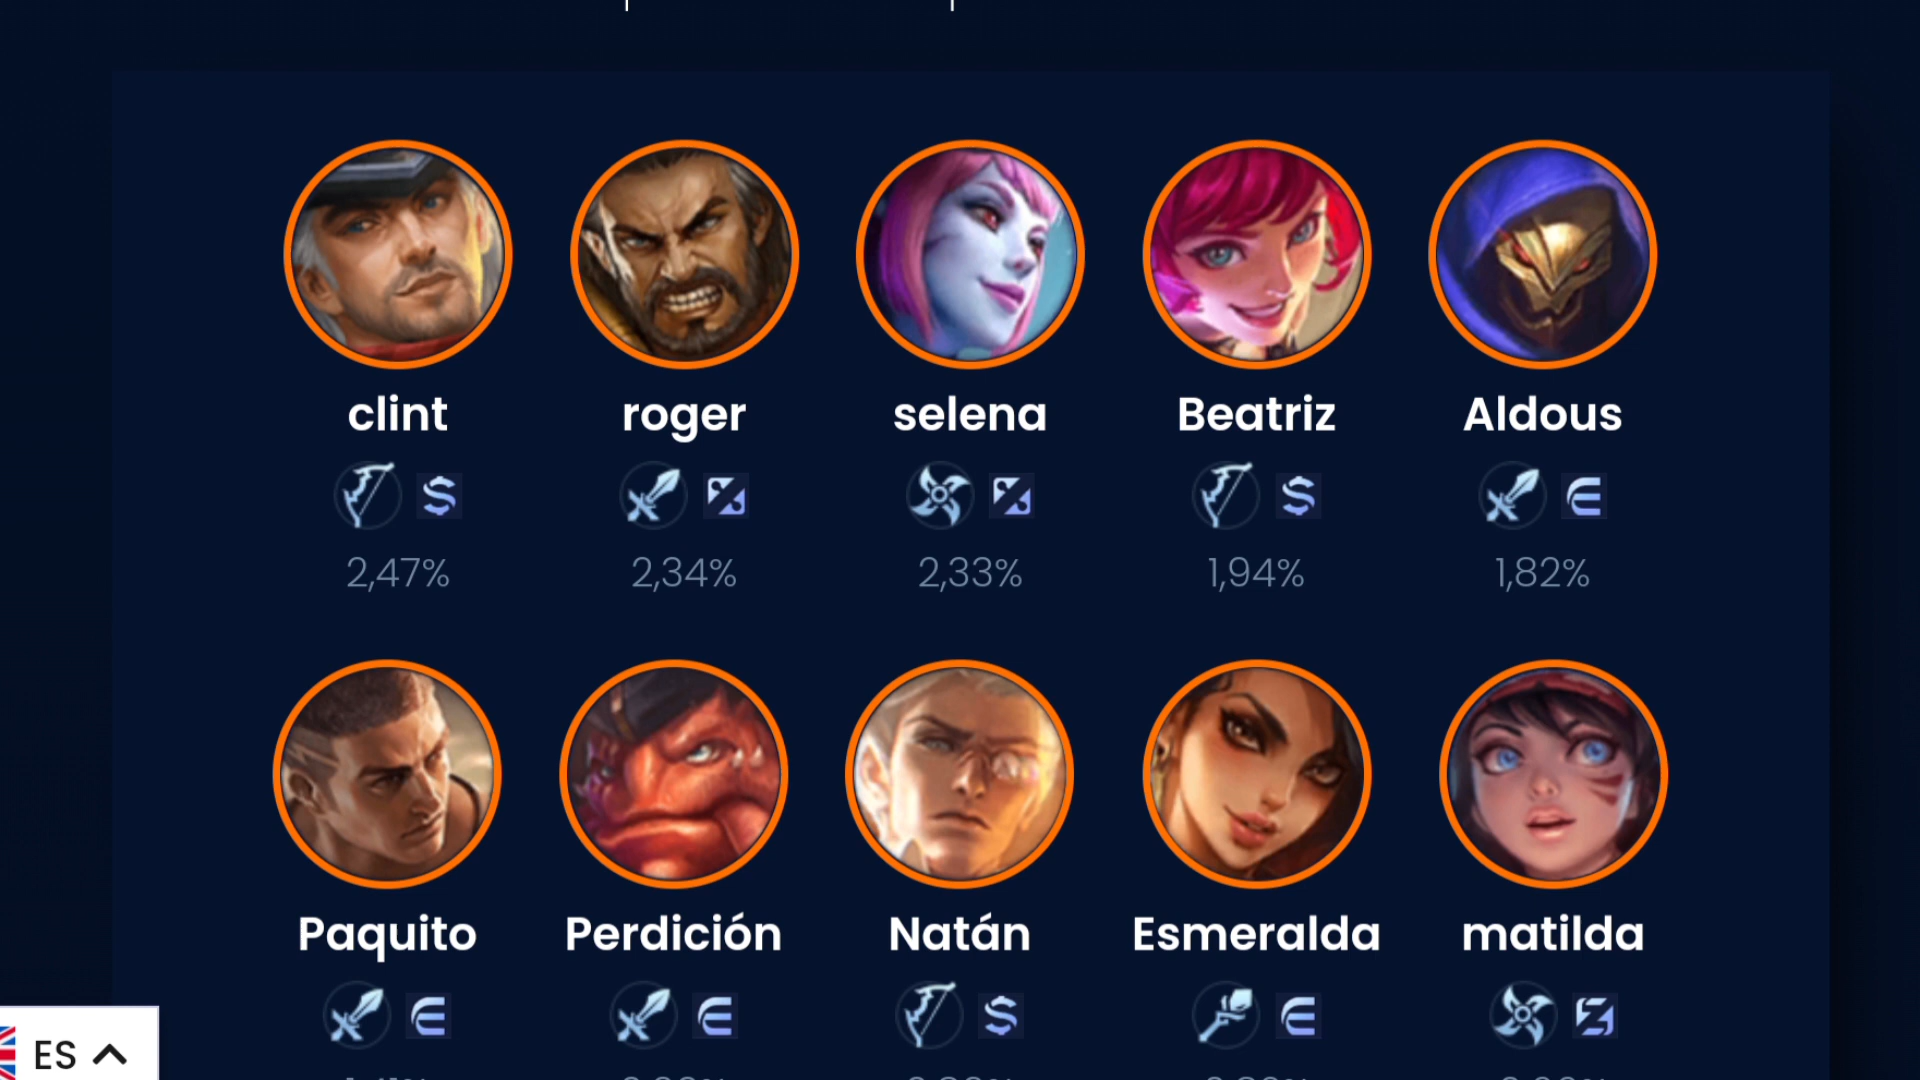 clint roger selena Beatriz Aldous
2,47% 2,34% 2,33% 1,94% 1,82%
Paquito Perdición Natán Esmeralda matilda
ES